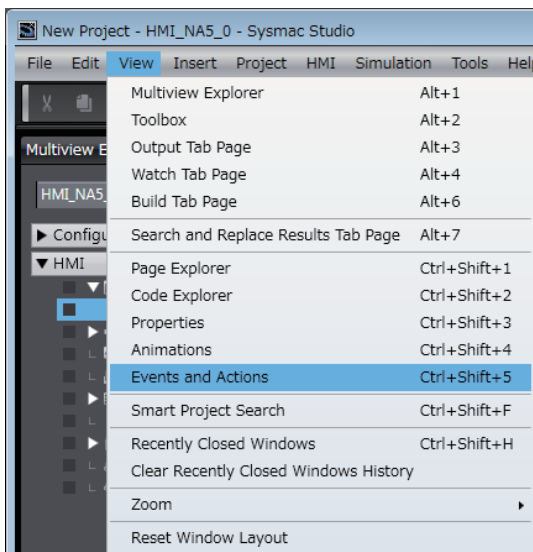 New Project - HMI_NA5_0 - Sysmac Studio
File Edit View Insert Project HMI Simulation Tools
Multiview
HMI_NA5_
HMI
Multiview Explorer Alt+1
Toolbox Alt+2
Output Tab Page Alt+3
Watch Tab Page Alt+4
Build Tab Page Alt+6
Search and Replace Results Tab Page Alt+7
Page Explorer Ctrl+Shift+1
Code Explorer Ctrl+Shift+2
Properties Ctrl+Shift+3
Animations Ctrl+Shift+4
Events and Actions Ctrl+Shift+5
Smart Project Search Ctrl+Shift+F
Recently Closed Windows Ctrl+Shift+H
Clear Recently Closed Windows History
Zoom
Reset Window Layout